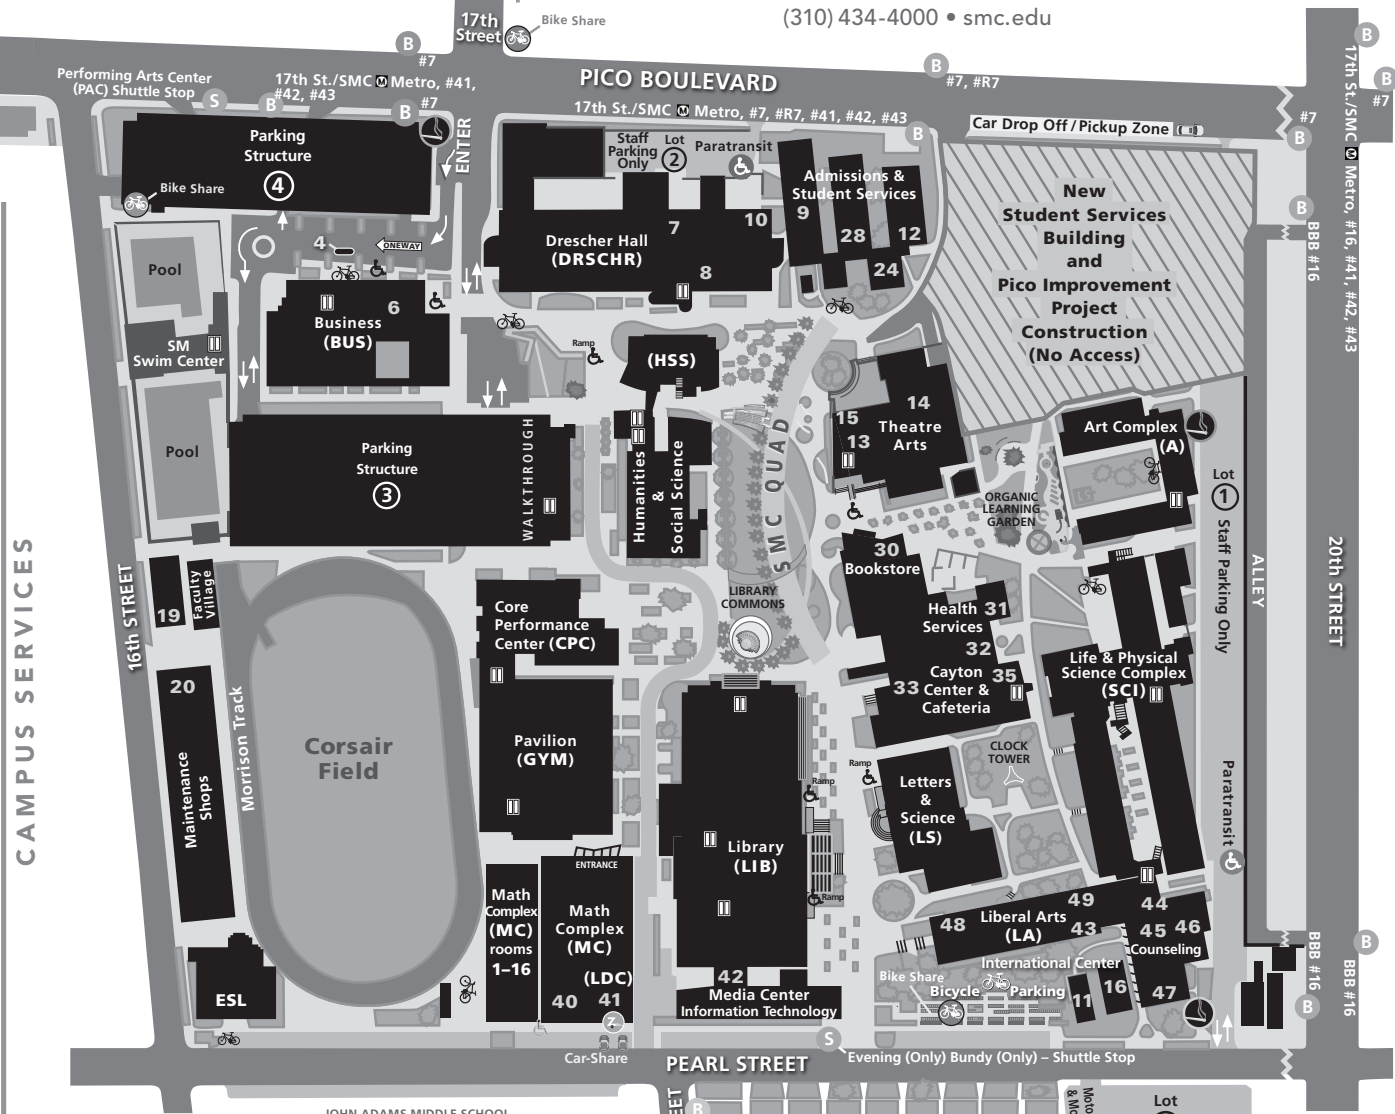 (310) 434-4000 • smc.edu
17th
Street
Bike Share
B
#7
B
#7, #R7
B
B
#7
Performing Arts Center
(PAC) Shuttle Stop
S
17th St./SMC M Metro, #41,
#42, #43
B
B
#7
PICO BOULEVARD
17th St./SMC M Metro, #7, #R7, #41, #42, #43
B
Car Drop Off/Pickup Zone
#7
B
17th St./SMC M Metro, #16, #41, #42, #43
ENTER
Parking
Structure
4
Bike Share
Staff
Parking
Only
Lot
2
Paratransit
Admissions &
Student Services
9
28
12
24
7
10
8
Drescher Hall
(DRSCHR)
New
Student Services
Building
and
Pico Improvement
Project
Construction
(No Access)
B
BBB #16
4
ONEWAY
Pool
SM
Swim Center
Pool
6
Business
(BUS)
Ramp
(HSS)
Humanities
&
Social Science
SMC QUAD
15
13
14
Theatre
Arts
Art Complex
(A)
Lot
1
Staff Parking Only
ORGANIC
LEARNING
GARDEN
Parking
Structure
3
WALKTHROUGH
CAMPUS SERVICES
16th STREET
19
Faculty
Village
20
Maintenance
Shops
Morrison Track
Corsair
Field
Core
Performance
Center (CPC)
Pavilion
(GYM)
LIBRARY
COMMONS
30
Bookstore
Health
Services
31
32
33
Cayton
Center &
Cafeteria
35
Life & Physical
Science Complex
(SCI)
ALLEY
20th STREET
CLOCK
TOWER
Ramp
Ramp
Letters
&
Science
(LS)
Paratransit
Library
(LIB)
Ramp
ENTRANCE
Math
Complex
(MC)
rooms
1–16
Math
Complex
(MC)
(LDC)
40
41
Z
ESL
42
Media Center
Information Technology
48
Liberal Arts
(LA)
49
43
44
45
46
Counseling
47
International Center
Bike Share
Bicycle
Parking
11
16
BBB #16
B
BBB #16
B
Car-Share
PEARL STREET
S
Evening (Only) Bundy (Only) – Shuttle Stop
B
Lot
JOHN ADAMS MIDDLE SCHOOL